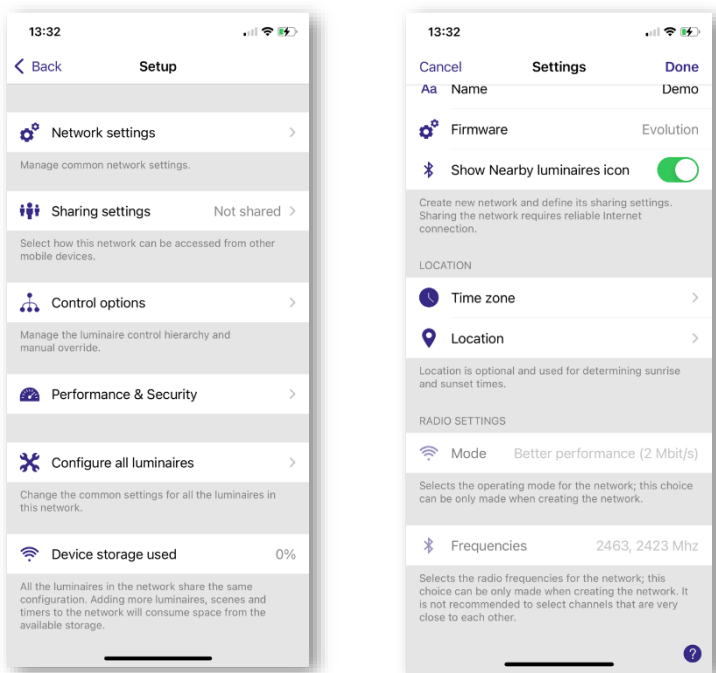 13:32
Back
Setup
Network settings
Manage common network settings.
Sharing settings
Not shared
Select how this network can be accessed from other
mobile devices.
Control options
Manage the luminaire control hierarchy and
manual override.
Performance & Security
Configure all luminaires
Change the common settings for all the luminaires in
this network.
Device storage used
0%
All the luminaires in the network share the same
configuration. Adding more luminaires, scenes and
timers to the network will consume space from the
available storage.
13:32
Cancel
Settings
Done
Aa Name
Demo
Firmware
Evolution
Show Nearby luminaires icon
Create new network and define its sharing settings.
Sharing the network requires reliable Internet
connection.
LOCATION
Time zone
Location
Location is optional and used for determining sunrise
and sunset times.
RADIO SETTINGS
Mode
Better performance (2 Mbit/s)
Selects the operating mode for the network; this choice
can be only made when creating the network.
Frequencies
2463, 2423 Mhz
Selects the radio frequencies for the network; this
choice can be only made when creating the network. It
is not recommended to select channels that are very
close to each other.
?